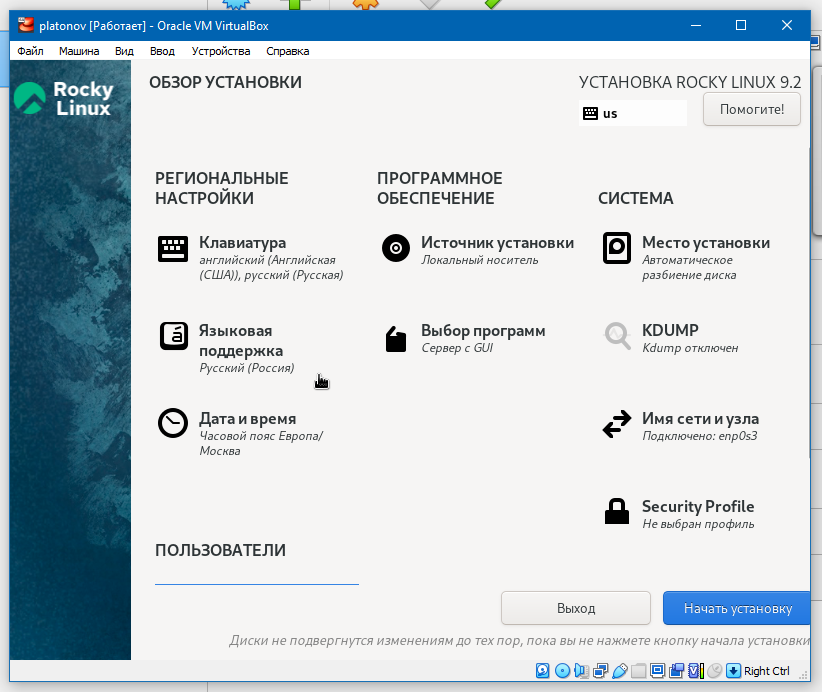 platonov [Работает] - Oracle VM VirtualBox
Файл Машина Вид Ввод Устройства Справка
Rocky
Linux
ОБЗОР УСТАНОВКИ
УСТАНОВКА ROCKY LINUX 9.2
us
Помогите!
РЕГИОНАЛЬНЫЕ
НАСТРОЙКИ
Клавиатура
английский (Английская
(США)), русский (Русская)
Языковая
поддержка
Русский (Россия)
Дата и время
Часовой пояс Европа/
Москва
ПРОГРАММНОЕ
ОБЕСПЕЧЕНИЕ
Источник установки
Локальный носитель
Выбор программ
Сервер с GUI
СИСТЕМА
Место установки
Автоматическое
разбиение диска
KDUMP
Kdump отключен
Имя сети и узла
Подключено: enp0s3
Security Profile
Не выбран профиль
ПОЛЬЗОВАТЕЛИ
Выход
Начать установку
Диски не подвергнутся изменениям до тех пор, пока вы не нажмете кнопку начала установки
Right Ctrl